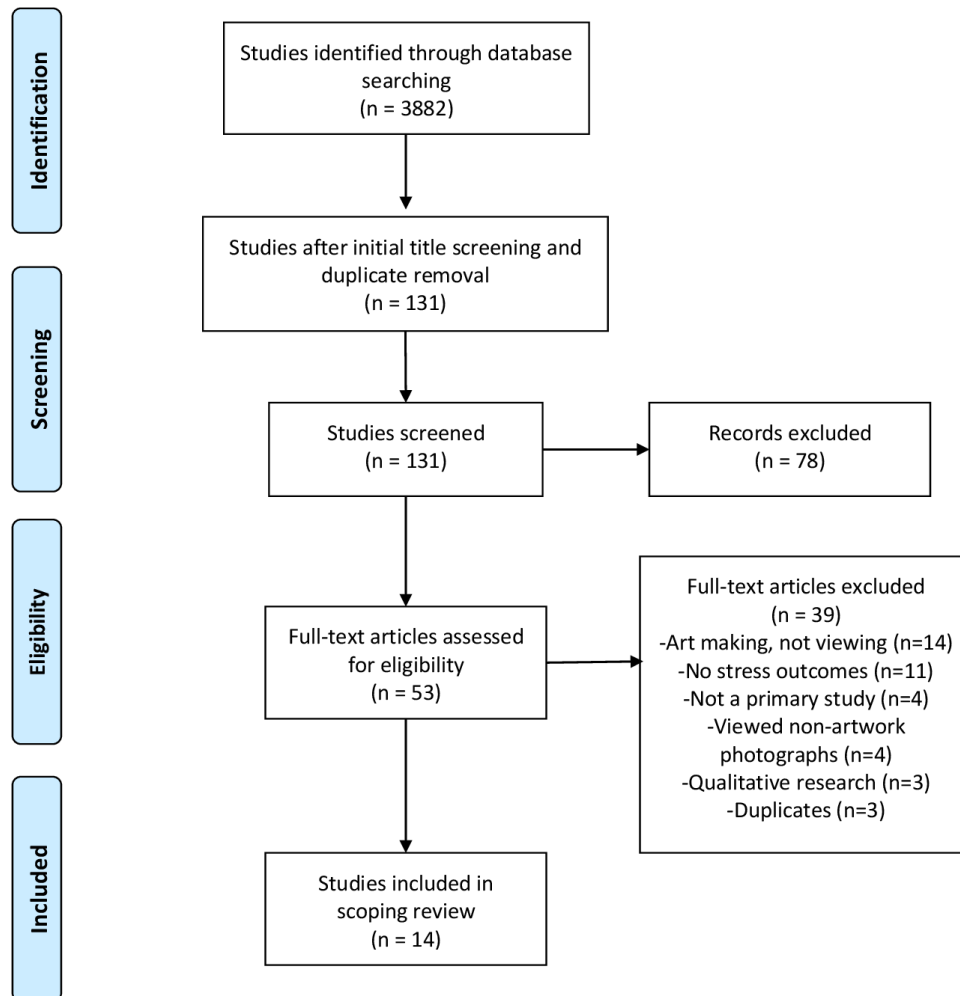 Identification
Studies identified through database
searching
(n = 3882)
Studies after initial title screening and
duplicate removal
(n = 131)
Screening
Studies screened
(n = 131)
Records excluded
(n = 78)
Eligibility
Full-text articles assessed
for eligibility
(n = 53)
Full-text articles excluded
(n = 39)
-Art making, not viewing (n=14)
-No stress outcomes (n=11)
-Not a primary study (n=4)
-Viewed non-artwork
photographs (n=4)
-Qualitative research (n=3)
-Duplicates (n=3)
Included
Studies included in
scoping review
(n = 14)